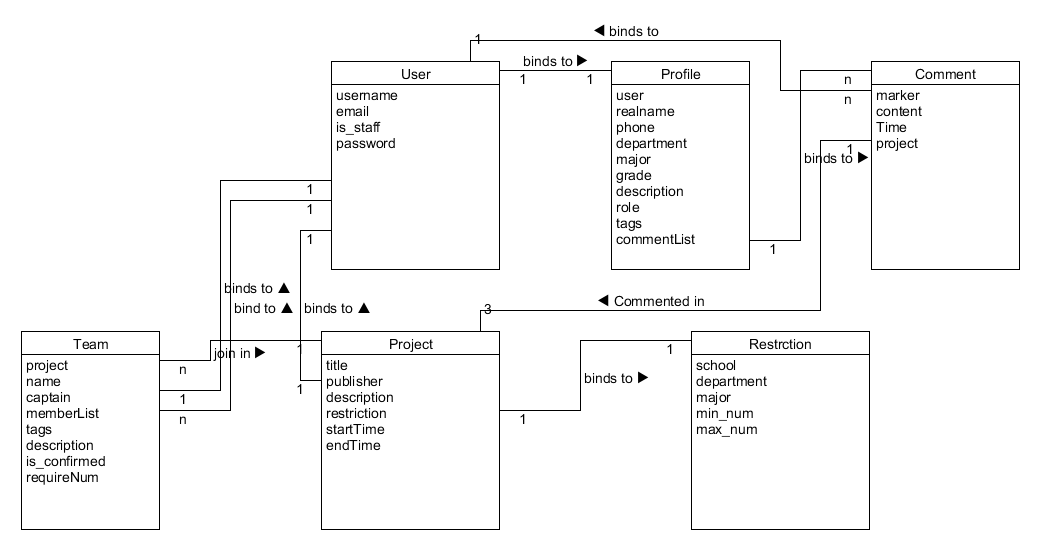 ◀ binds to
1
binds to ▶
1
1
n
n
User
username
email
is_staff
password
Profile
user
realname
phone
department
major
grade
description
role
tags
commentList
Comment
marker
content
Time
project
1
binds to ▶
1
1
1
1
binds to ▲
bind to ▲
binds to ▲
◀ Commented in
3
Team
project
name
captain
memberList
tags
description
is_confirmed
requireNum
join in ▶
n
1
n
1
1
Project
title
publisher
description
restriction
startTime
endTime
1
binds to ▶
1
Restrction
school
department
major
min_num
max_num